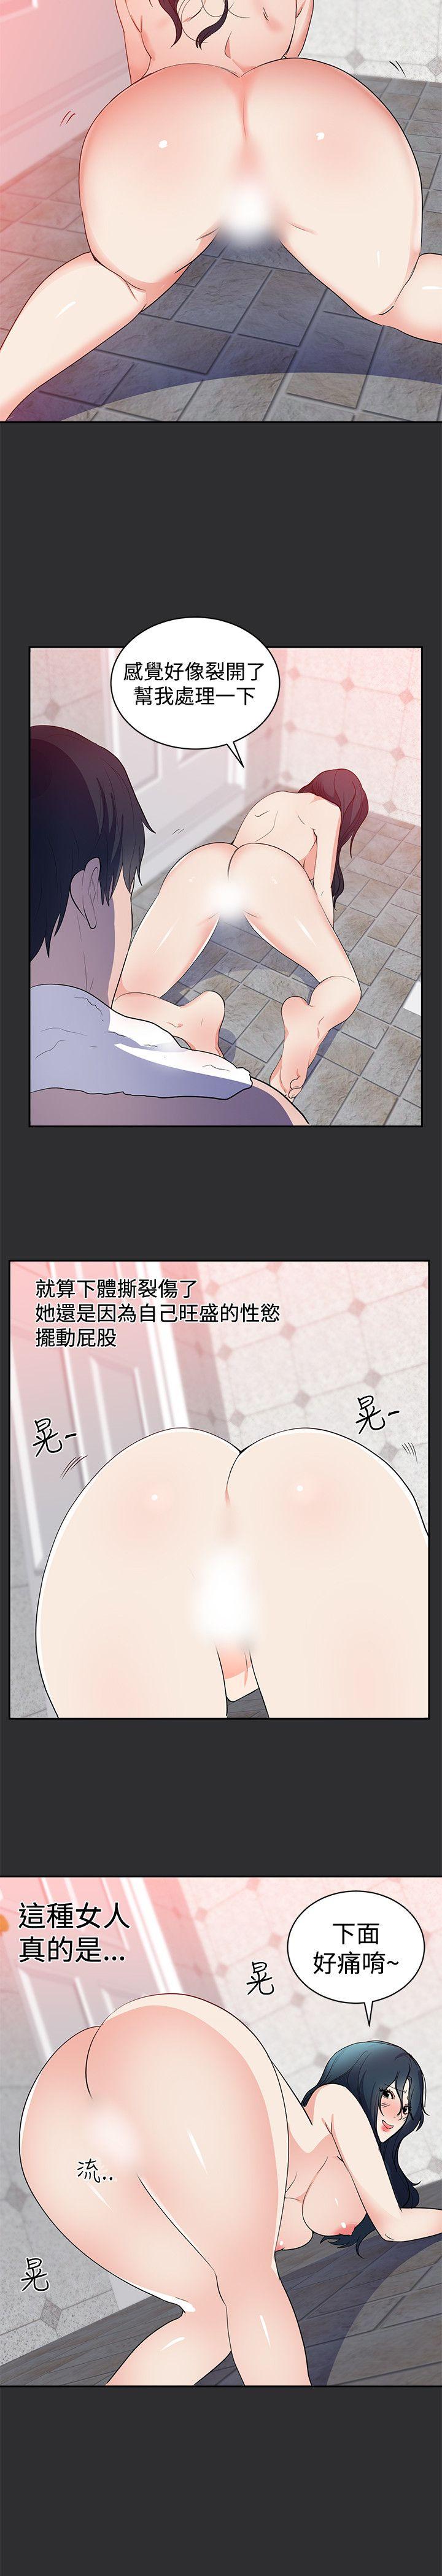 感覺好像裂開了
幫我處理一下
就算下體撕裂傷了
她還是因為自己旺盛的性慾
擺動屁股
晃-
晃-
這種女人
真的是...
下面
好痛唷~
晃
流..
晃